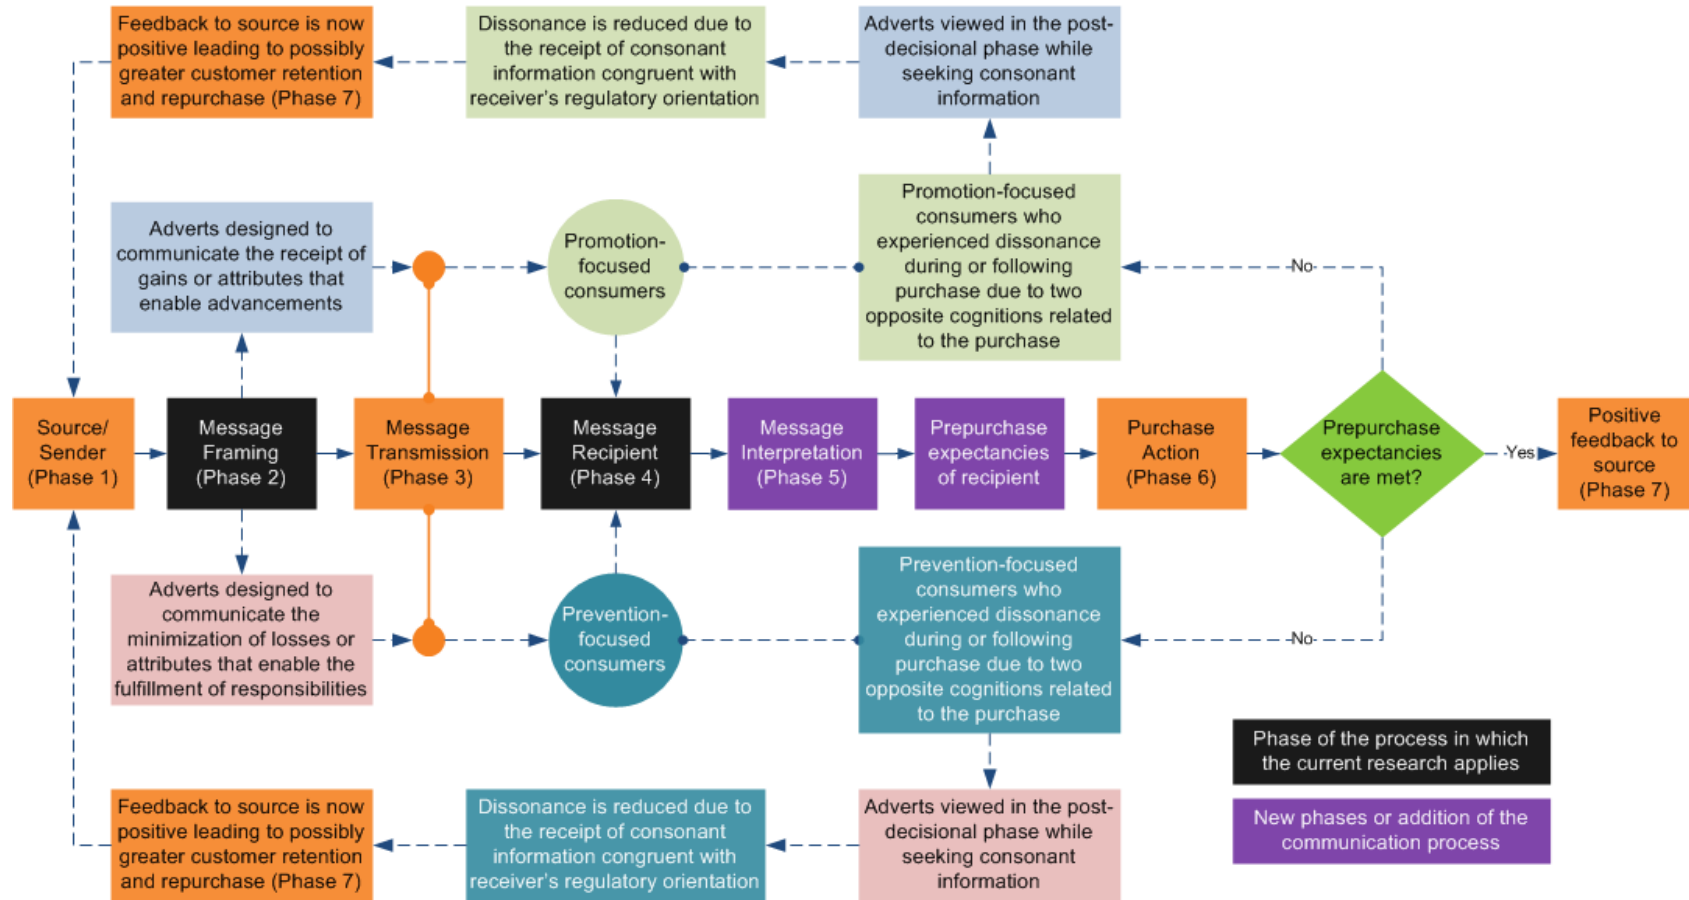 Feedback to source is now
positive leading to possibly
greater customer retention
and repurchase (Phase 7)
Dissonance is reduced due to
the receipt of consonant
information congruent with
receiver's regulatory orientation
Adverts viewed in the post-
decisional phase while
seeking consonant
information
Adverts designed to
communicate the receipt of
gains or attributes that
enable advancements
Promotion-
focused
consumers
Promotion-focused
consumers who
experienced dissonance
during or following
purchase due to two
opposite cognitions related
to the purchase
No
Source/
Sender
(Phase 1)
Message
Framing
(Phase 2)
Message
Transmission
(Phase 3)
Message
Recipient
(Phase 4)
Message
Interpretation
(Phase 5)
Prepurchase
expectancies
of recipient
Purchase
Action
(Phase 6)
Prepurchase
expectancies
are met?
Yes
Positive
feedback to
source
(Phase 7)
Adverts designed to
communicate the
minimization of losses or
attributes that enable the
fulfillment of responsibilities
Prevention-
focused
consumers
Prevention-focused
consumers who
experienced dissonance
during or following
purchase due to two
opposite cognitions related
to the purchase
No
Phase of the process in which
the current research applies
New phases or addition of the
communication process
Feedback to source is now
positive leading to possibly
greater customer retention
and repurchase (Phase 7)
Dissonance is reduced due to
the receipt of consonant
information congruent with
receiver's regulatory orientation
Adverts viewed in the post-
decisional phase while
seeking consonant
information